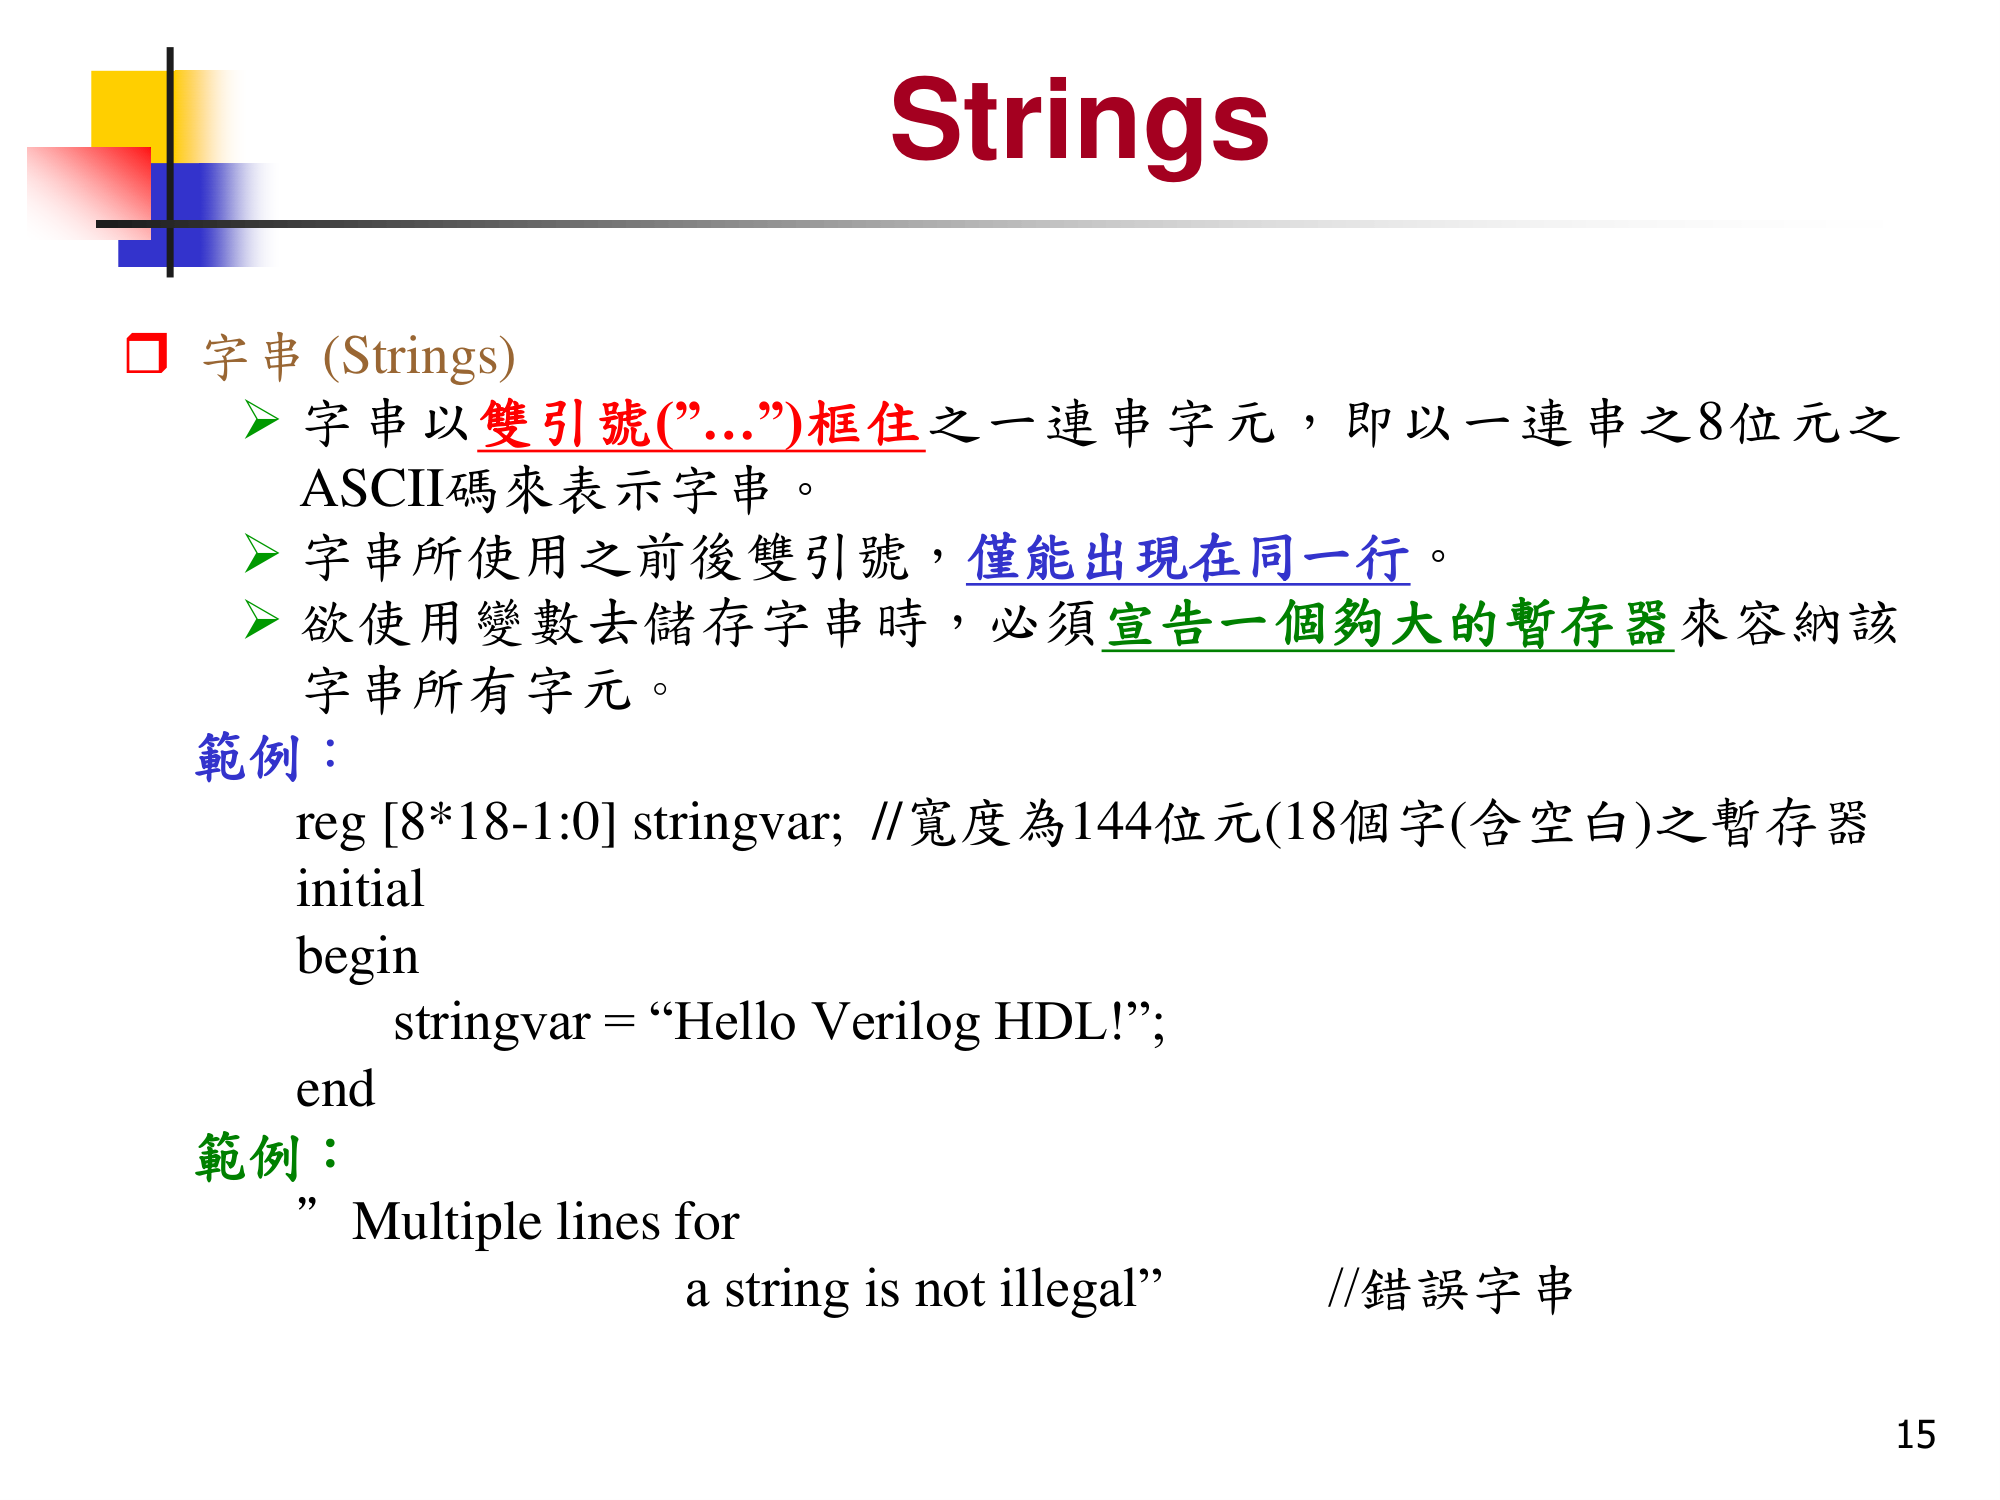 Strings
字串 (Strings)
字串以雙引號(”…”)框住之一連串字元，即以一連串之8位元之
ASCII碼來表示字串。
字串所使用之前後雙引號，僅能出現在同一行。
欲使用變數去儲存字串時，必須宣告一個夠大的暫存器來容納該
字串所有字元。
範例：
reg [8*18-1:0] stringvar; //寬度為144位元(18個字(含空白)之暫存器
initial
begin
stringvar = “Hello Verilog HDL!”;
end
範例：
” Multiple lines for
a string is not illegal” //錯誤字串
15